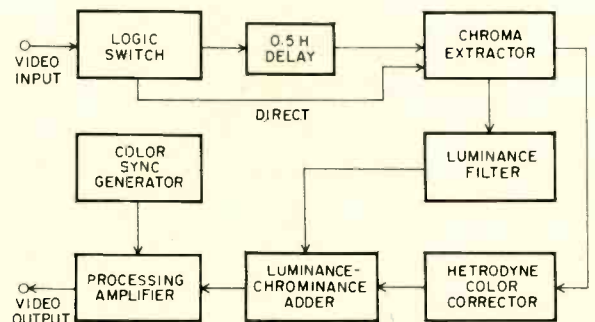 LOGIC
SWITCH
0.5 H
DELAY
CHROMA
EXTRACTOR
VIDEO
INPUT
DIRECT
COLOR
SYNC
GENERATOR
LUMINANCE
FILTER
PROCESSING
AMPLIFIER
LUMINANCE-
CHROMINANCE
ADDER
HETRODYNE
COLOR
CORRECTOR
VIDEO
OUTPUT